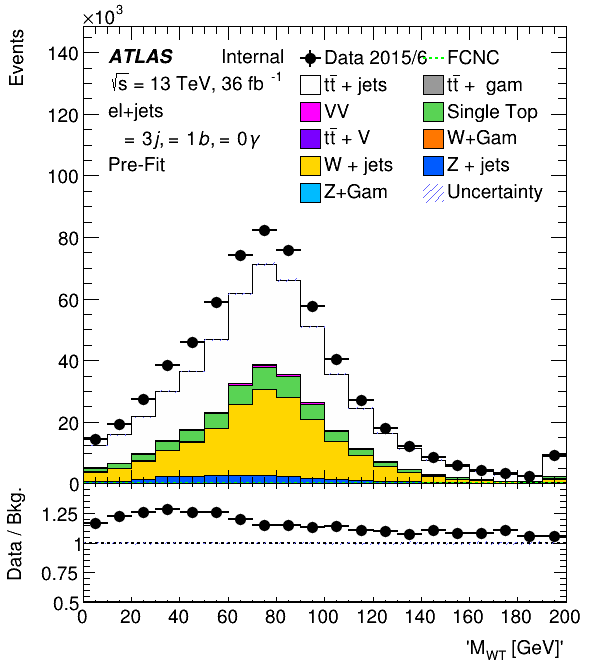 ×10³
Events
140
120
100
80
60
40
20
0
ATLAS Internal
√s = 13 TeV, 36 fb⁻¹
el+jets
= 3j, = 1b, = 0γ
Pre-Fit
Data 2015/6 FCNC
tt̄ + jets tt̄ + gam
VV Single Top
tt̄ + V W+Gam
W + jets Z + jets
Z+Gam Uncertainty
Data / Bkg.
1.25
1
0.75
0.5
0 20 40 60 80 100 120 140 160 180 200
'M_WT [GeV]'